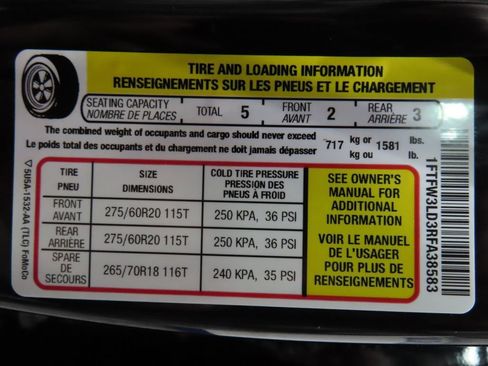 TIRE AND LOADING INFORMATION
RENSEIGNEMENTS SUR LES PNEUS ET LE CHARGEMENT
SEATING CAPACITY
NOMBRE DE PLACES
TOTAL 5
FRONT
AVANT
2
REAR
ARRIÈRE
3
The combined weight of occupants and cargo should never exceed
Le poids total des occupants et du chargement ne doit jamais dépasser
717 kg or 1581 lbs.
kg ou lb.
TIRE
PNEU
SIZE
DIMENSIONS
COLD TIRE PRESSURE
PRESSION DES
PNEUS À FROID
FRONT
AVANT
275/60R20 115T
250 KPA, 36 PSI
REAR
ARRIÈRE
275/60R20 115T
250 KPA, 36 PSI
SPARE
DE SECOURS
265/70R18 116T
240 KPA, 35 PSI
SEE OWNER'S
MANUAL FOR
ADDITIONAL
INFORMATION
VOIR LE MANUEL
DE L'USAGER
POUR PLUS DE
RENSEIGNEMENTS
5U5A-1532-AA (TLC) FoMoCo
1FTFW3LD3RFA38583